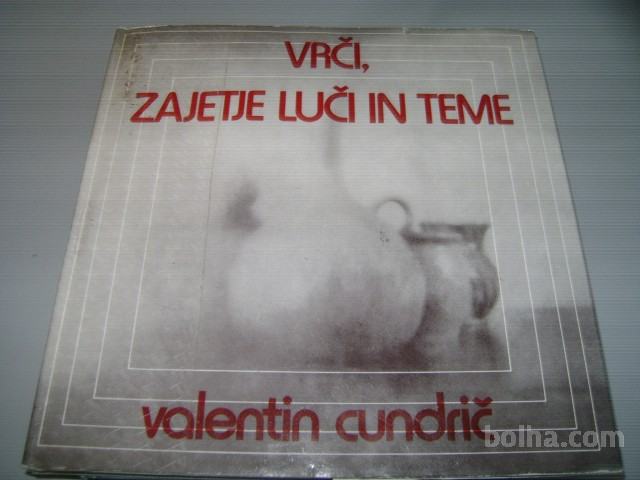 VRČI,
ZAJETJE LUČI IN TEME
valentin cundrič
bolha.com